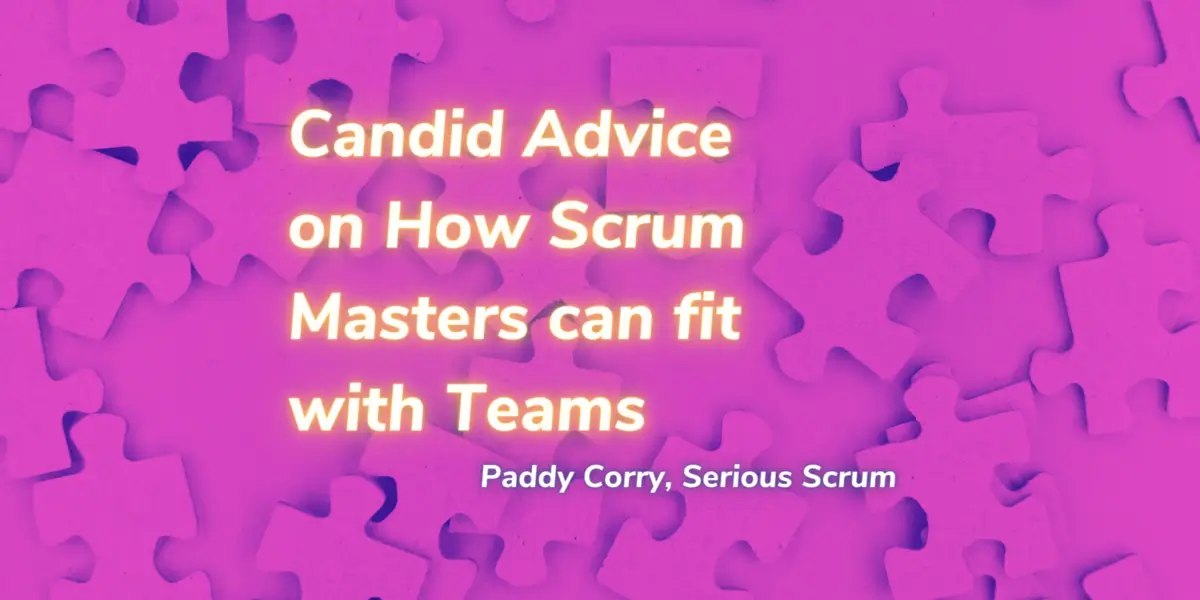 Candid Advice
on How Scrum
Masters can fit
with Teams
Paddy Corry, Serious Scrum